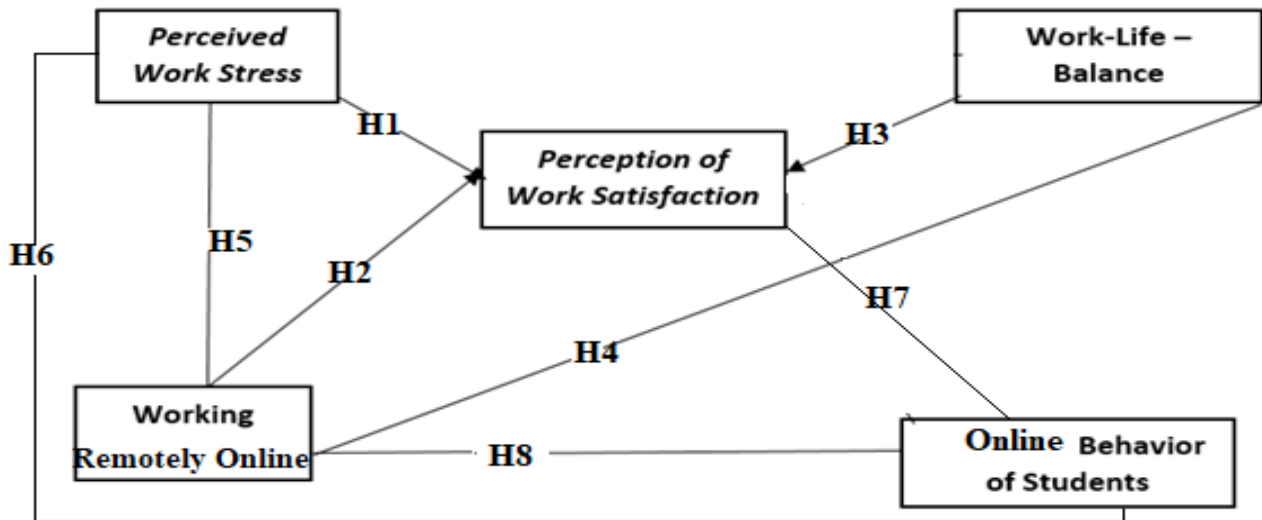 Perceived
Work Stress
Work-Life –
Balance
H1
H3
Perception of
Work Satisfaction
H6
H5
H2
H7
H4
Working
Remotely Online
H8
Online Behavior
of Students